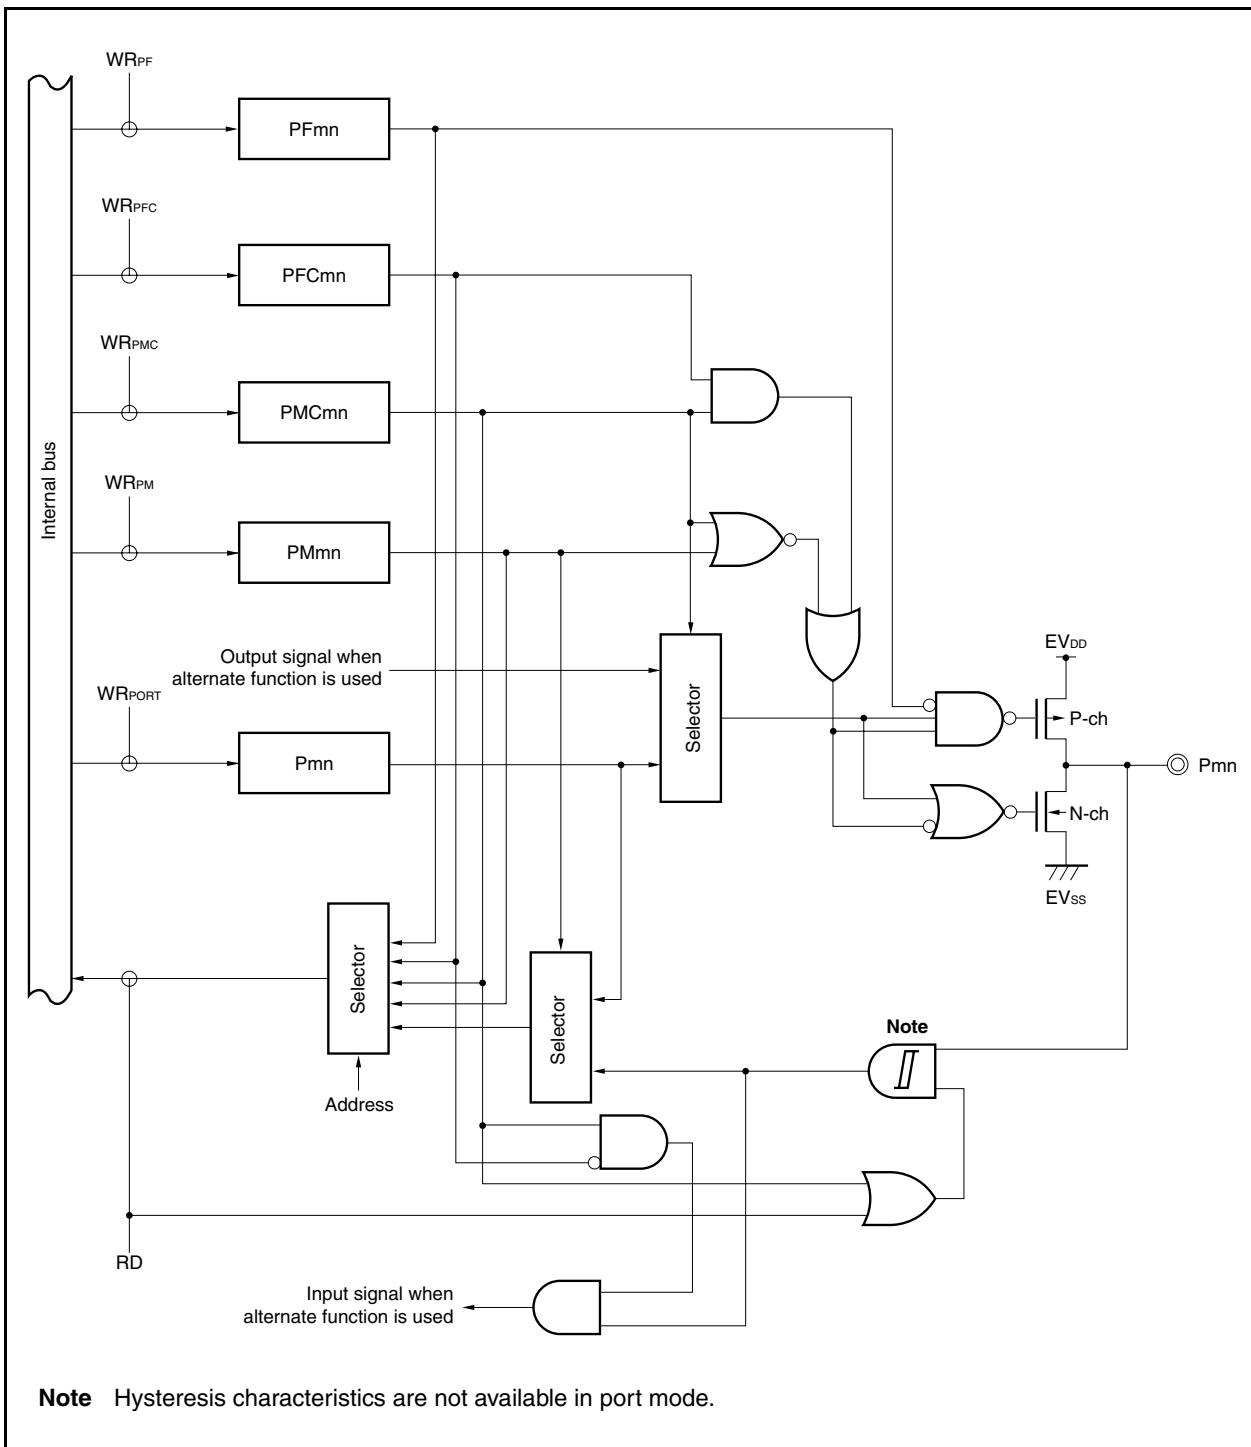 WRPF
PFmn
WRPFC
PFCmn
WRPMC
PMCmn
Internal bus
WRPM
PMmn
Output signal when
alternate function is used
WRPORT
Pmn
Selector
EVDD
P-ch
Pmn
N-ch
EVSS
Selector
Selector
Note
Address
RD
Input signal when
alternate function is used
Note Hysteresis characteristics are not available in port mode.